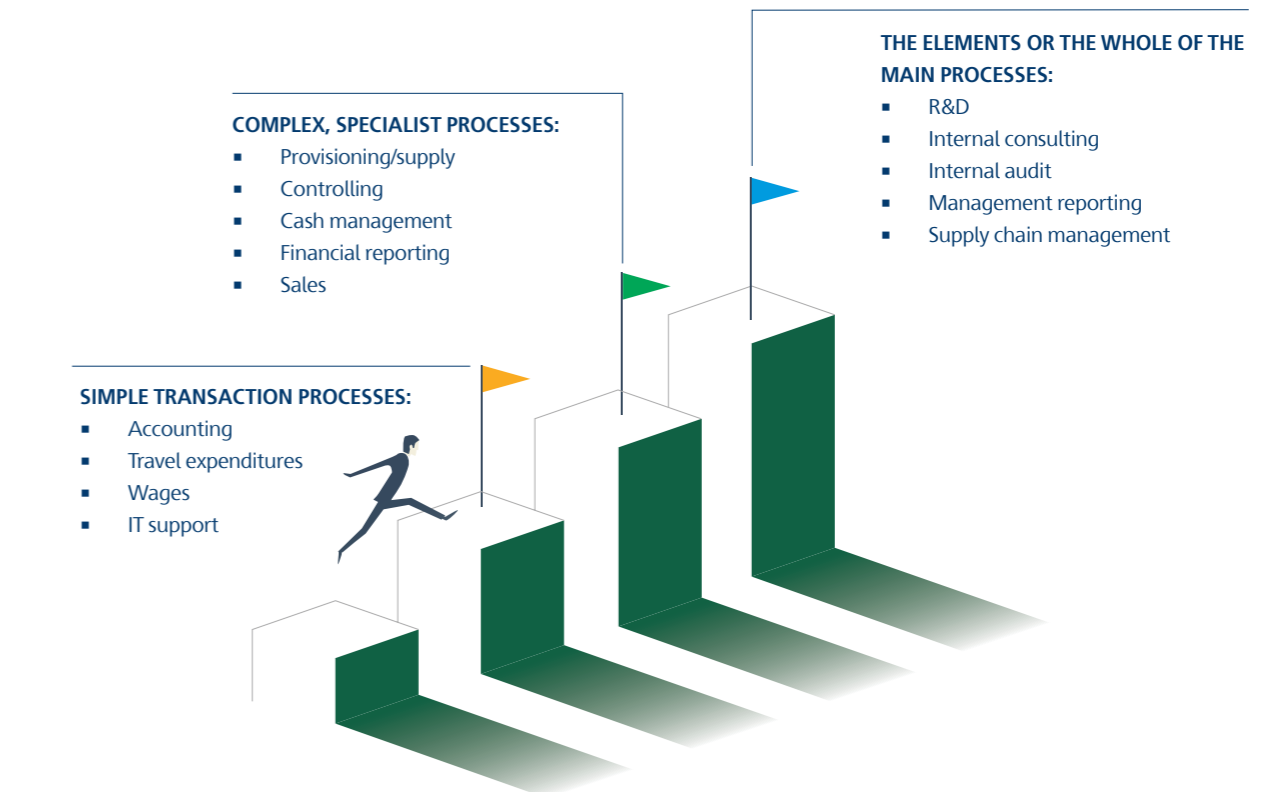 THE ELEMENTS OR THE WHOLE OF THE
MAIN PROCESSES:
▪ R&D
▪ Internal consulting
▪ Internal audit
▪ Management reporting
▪ Supply chain management
COMPLEX, SPECIALIST PROCESSES:
▪ Provisioning/supply
▪ Controlling
▪ Cash management
▪ Financial reporting
▪ Sales
SIMPLE TRANSACTION PROCESSES:
▪ Accounting
▪ Travel expenditures
▪ Wages
▪ IT support